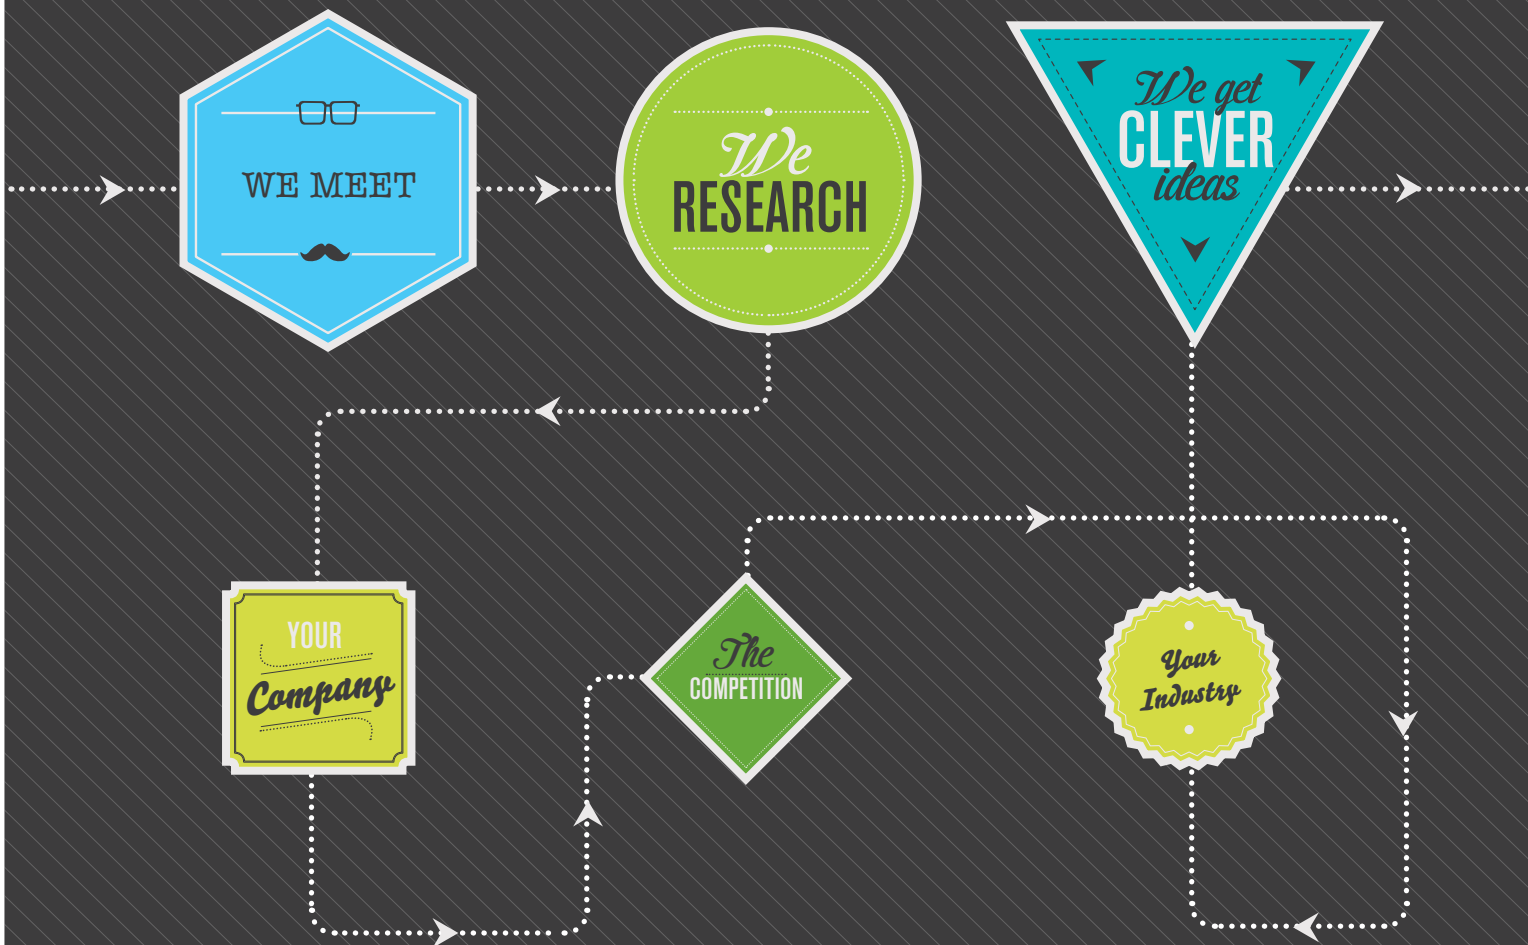 WE MEET
We
RESEARCH
We get
CLEVER
ideas
YOUR
Company
The
COMPETITION
Your
Industry